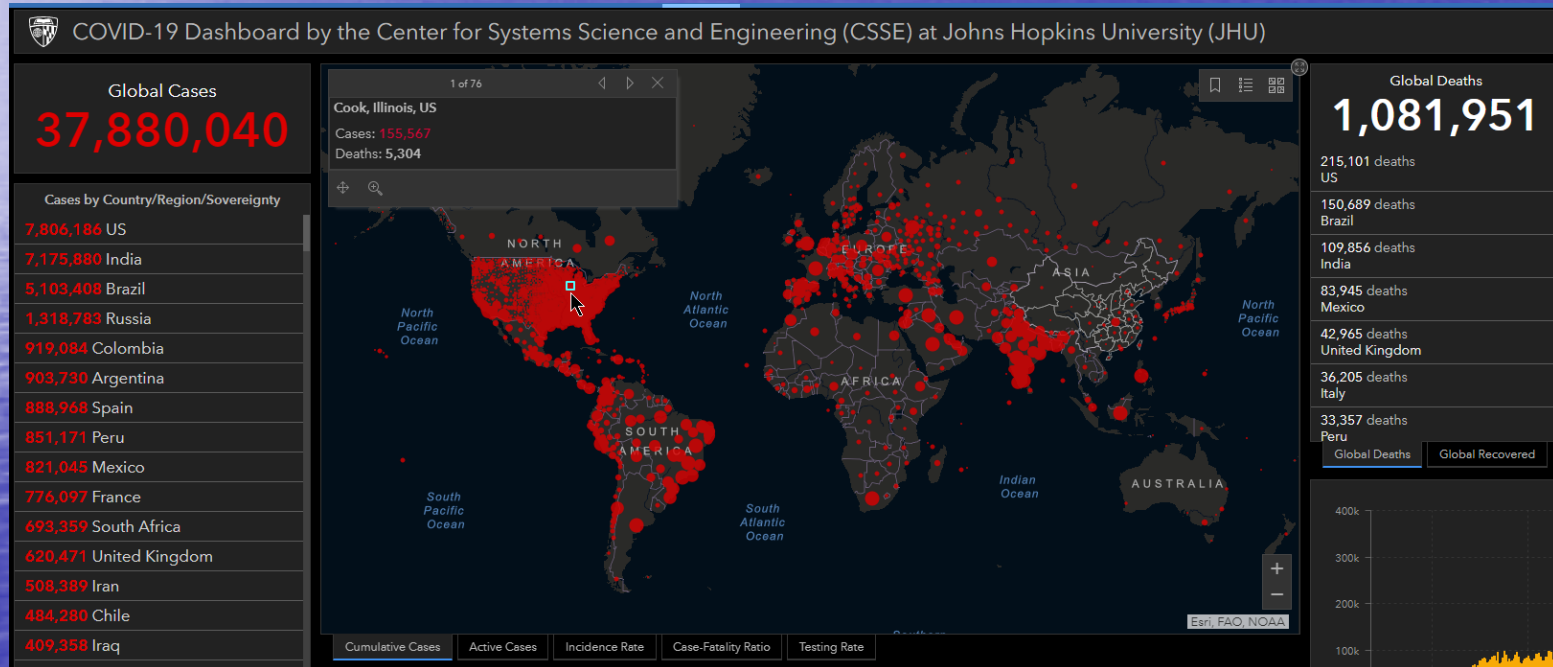 COVID-19 Dashboard by the Center for Systems Science and Engineering (CSSE) at Johns Hopkins University (JHU)
Global Cases
37,880,040
Cases by Country/Region/Sovereignty
7,806,186 US
7,175,880 India
5,103,408 Brazil
1,318,783 Russia
919,084 Colombia
903,730 Argentina
888,968 Spain
851,171 Peru
821,045 Mexico
776,097 France
693,359 South Africa
620,471 United Kingdom
508,389 Iran
484,280 Chile
409,358 Iraq
1 of 76
Cook, Illinois, US
Cases: 155,567
Deaths: 5,304
NORTH
AMERICA
EUROPE
ASIA
North
Pacific
Ocean
North
Atlantic
Ocean
North
Pacific
Ocean
AFRICA
SOUTH
AMERICA
Indian
Ocean
AUSTRALIA
South
Pacific
Ocean
South
Atlantic
Ocean
+
−
Esri, FAO, NOAA
Cumulative Cases
Active Cases
Incidence Rate
Case-Fatality Ratio
Testing Rate
Global Deaths
1,081,951
215,101 deaths
US
150,689 deaths
Brazil
109,856 deaths
India
83,945 deaths
Mexico
42,965 deaths
United Kingdom
36,205 deaths
Italy
33,357 deaths
Peru
Global Deaths
Global Recovered
400k
300k
200k
100k